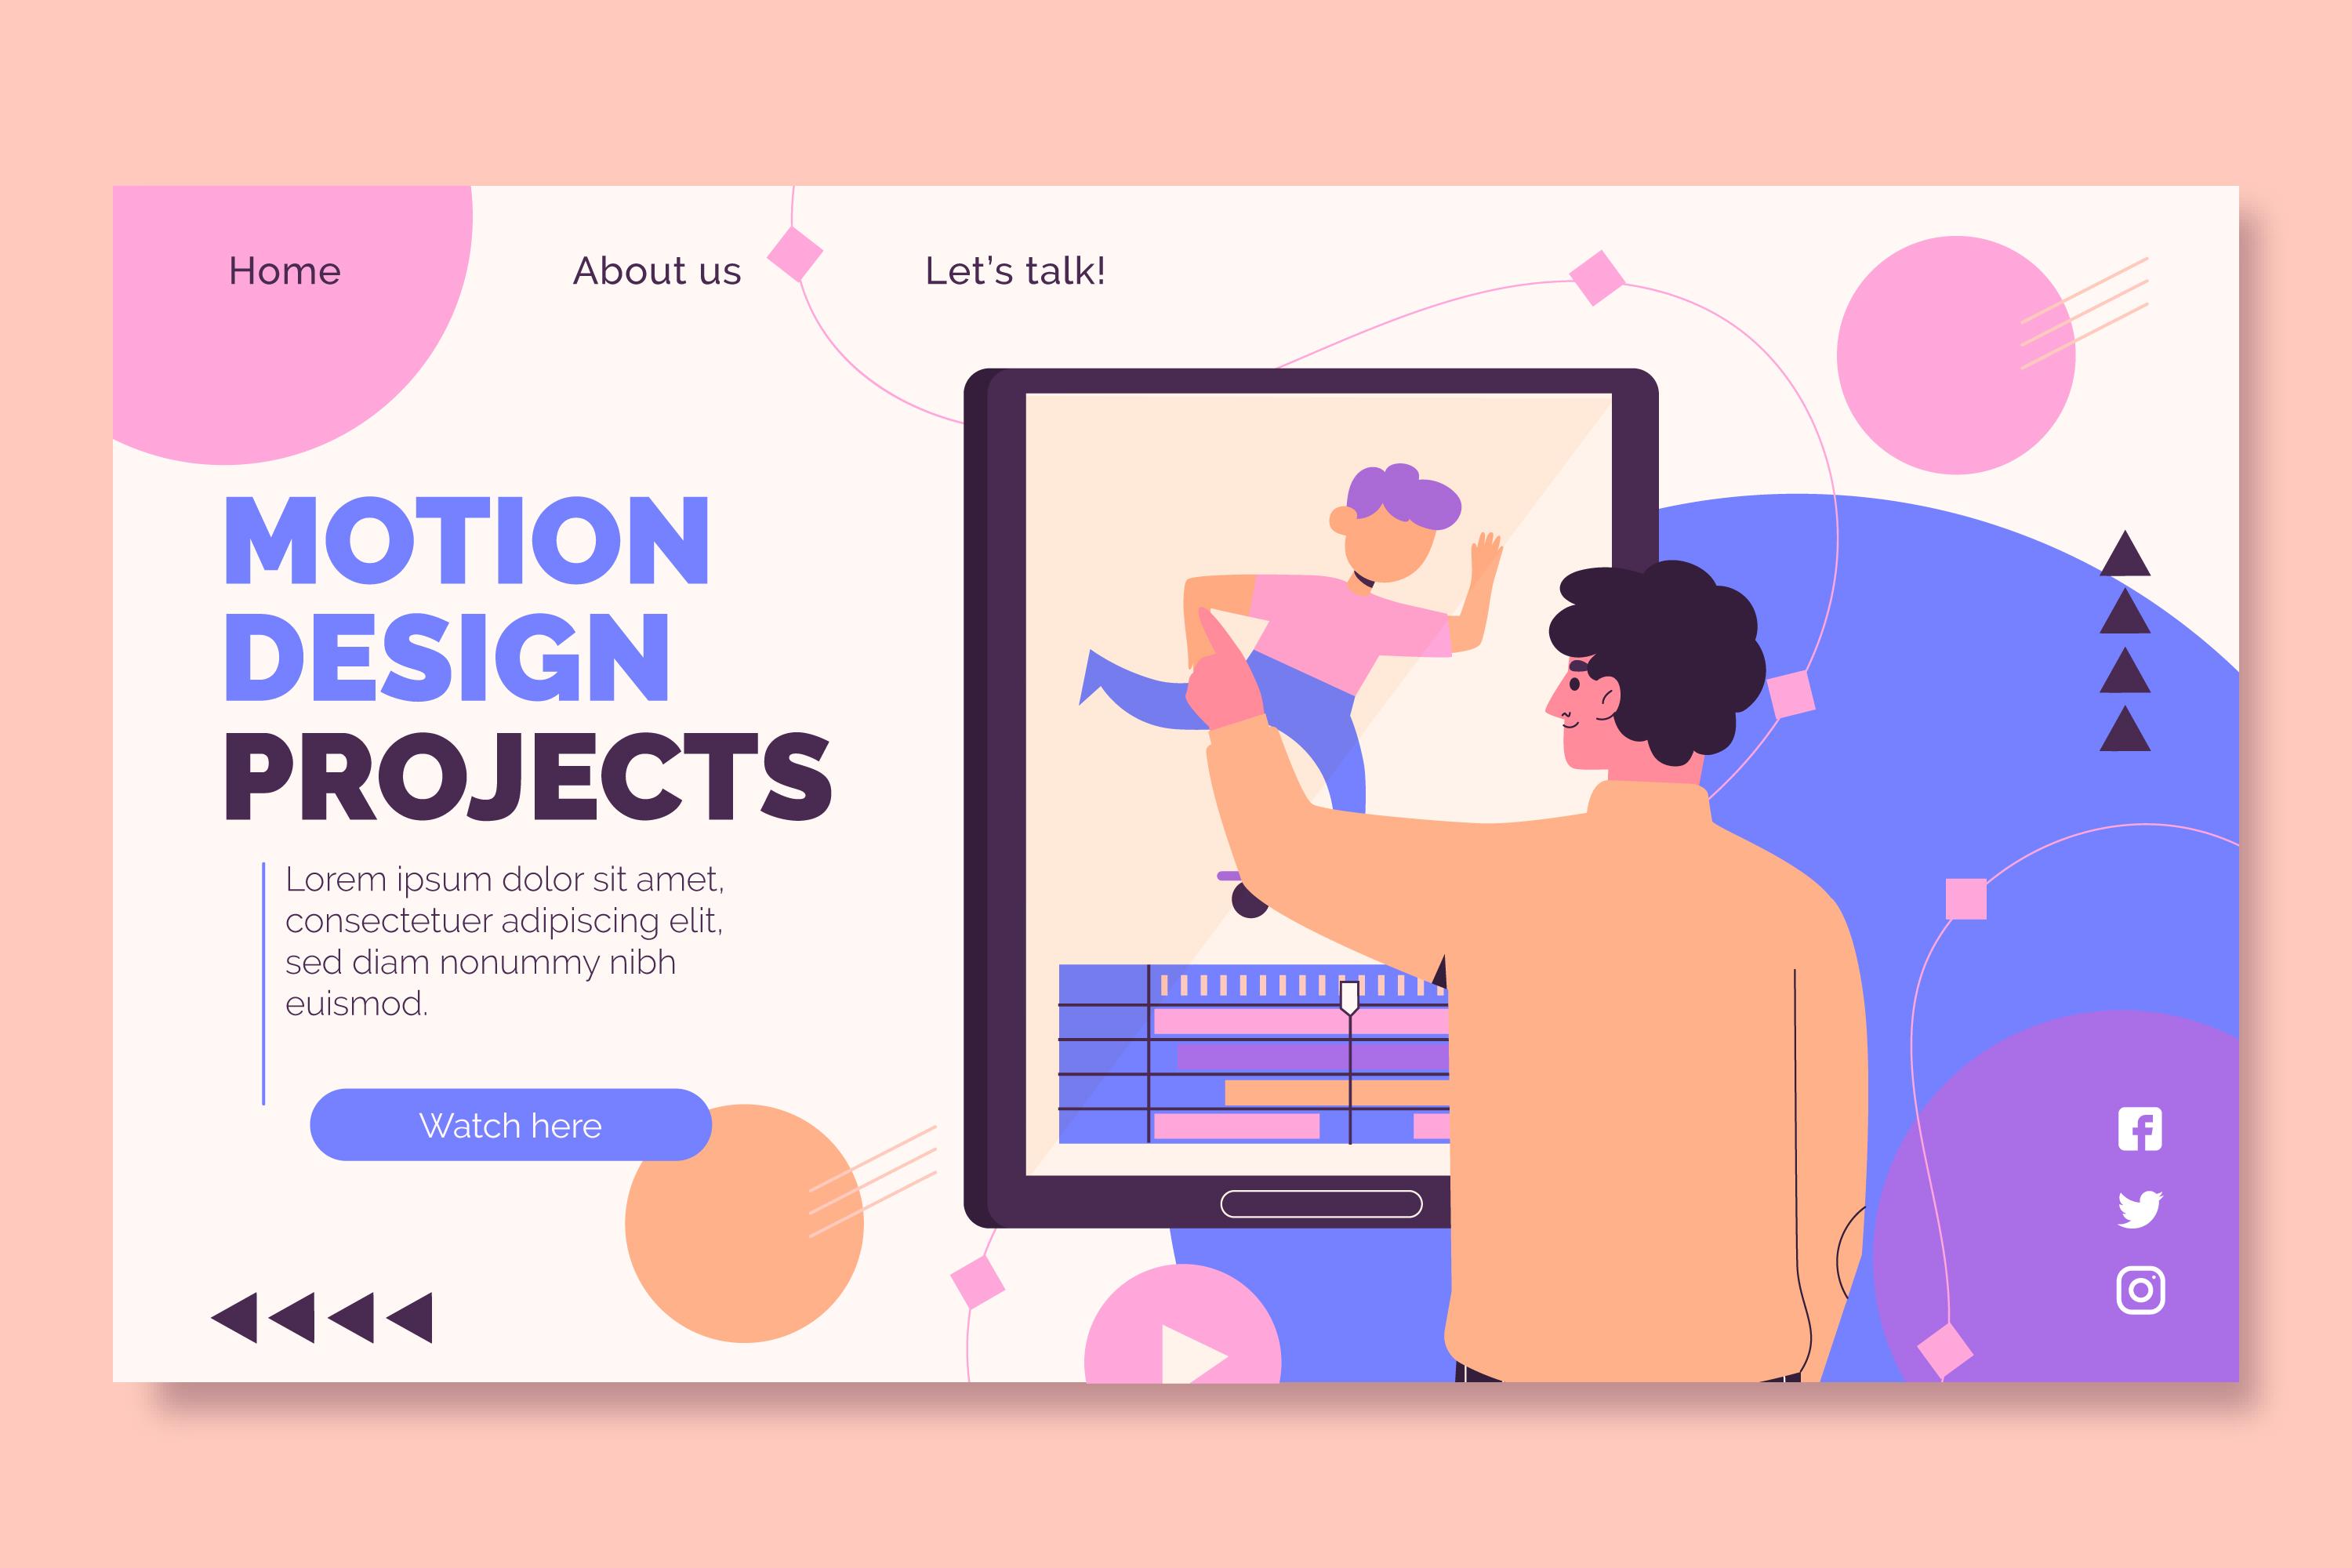 Home
About us
Let's talk!
MOTION
DESIGN
PROJECTS
Lorem ipsum dolor sit amet,
consectetuer adipiscing elit,
sed diam nonummy nibh
euismod.
Watch here